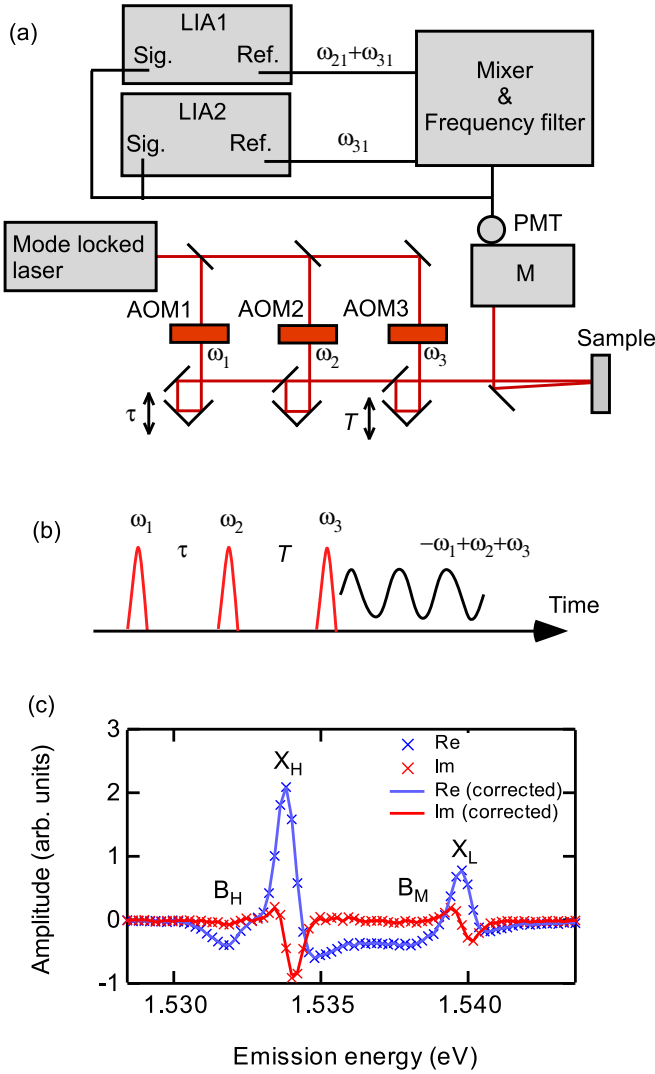 (a)
LIA1
Sig. Ref.
ω21+ω31
Mixer
&
Frequency filter
LIA2
Sig. Ref.
ω31
PMT
Mode locked
laser
M
AOM1 AOM2 AOM3
Sample
ω1 ω2 ω3
τ T
(b)
ω1 τ ω2 T ω3 −ω1+ω2+ω3
Time
(c)
3
2
1
0
-1
Amplitude (arb. units)
XH
BH
BM
XL
Re
Im
Re (corrected)
Im (corrected)
1.530 1.535 1.540
Emission energy (eV)